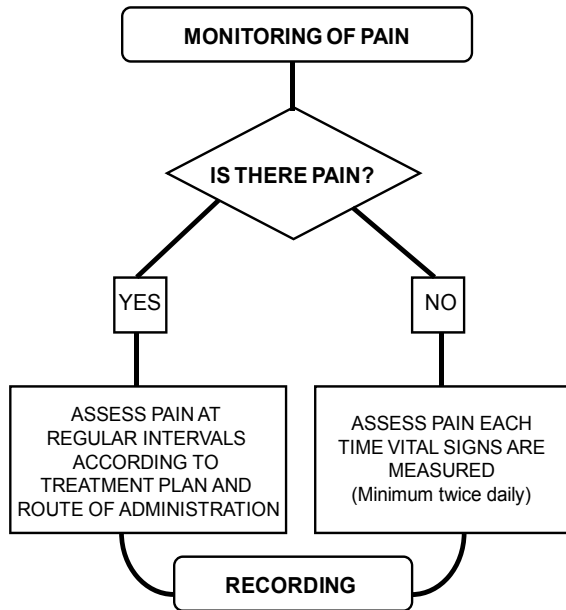 MONITORING OF PAIN
IS THERE PAIN?
YES
NO
ASSESS PAIN AT
REGULAR INTERVALS
ACCORDING TO
TREATMENT PLAN AND
ROUTE OF ADMINISTRATION
ASSESS PAIN EACH
TIME VITAL SIGNS ARE
MEASURED
(Minimum twice daily)
RECORDING